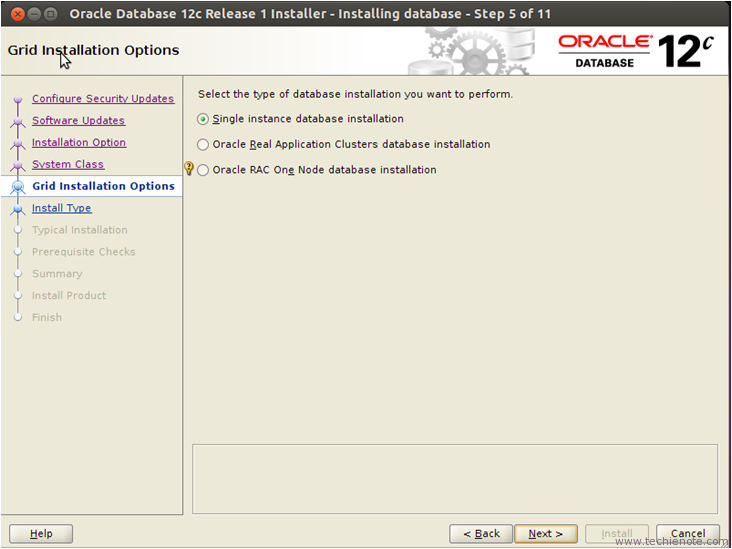 Oracle Database 12c Release 1 Installer - Installing database - Step 5 of 11
Grid Installation Options
ORACLE
DATABASE
12c
Configure Security Updates
Software Updates
Installation Option
System Class
Grid Installation Options
Install Type
Typical Installation
Prerequisite Checks
Summary
Install Product
Finish
Select the type of database installation you want to perform.
Single instance database installation
Oracle Real Application Clusters database installation
Oracle RAC One Node database installation
Help
< Back
Next >
Install
Cancel
www.techienote.com